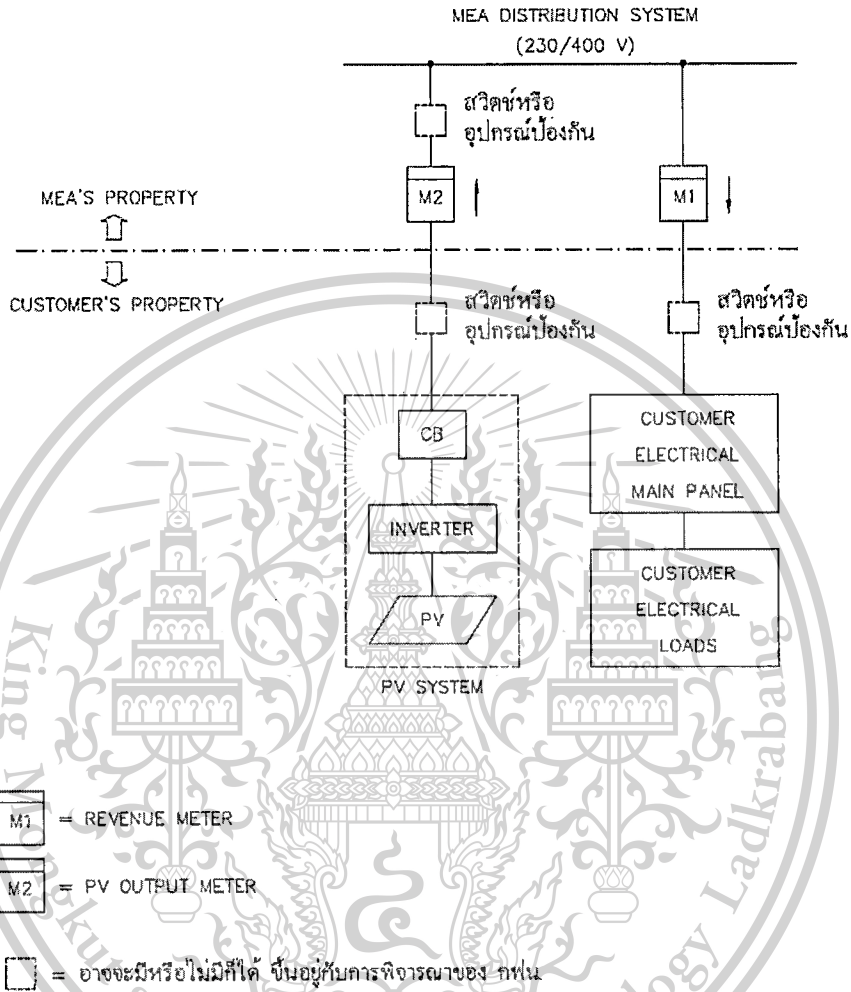 MEA DISTRIBUTION SYSTEM
(230/400 V)
สวิตช์หรือ
อุปกรณ์ป้องกัน
M2
M1
MEA'S PROPERTY
CUSTOMER'S PROPERTY
สวิตช์หรือ
อุปกรณ์ป้องกัน
สวิตช์หรือ
อุปกรณ์ป้องกัน
CB
INVERTER
PV
PV SYSTEM
CUSTOMER
ELECTRICAL
MAIN PANEL
CUSTOMER
ELECTRICAL
LOADS
M1 = REVENUE METER
M2 = PV OUTPUT METER
= อาจจะมีหรือไม่มีก็ได้ ขึ้นอยู่กับการพิจารณาของ กฟน.
King Mongkut's Institute of Technology Ladkrabang